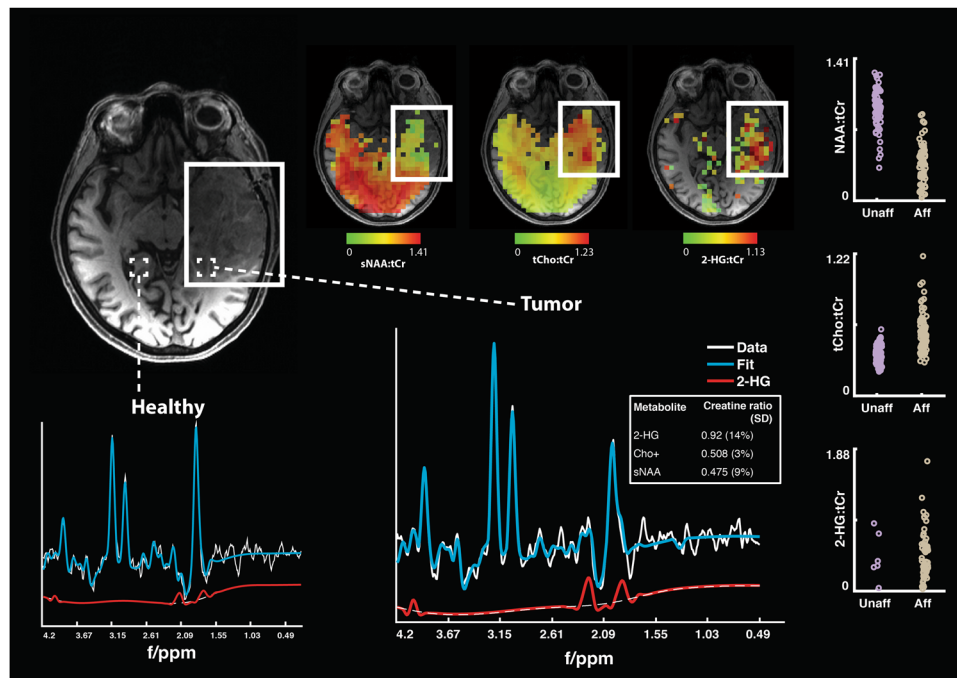 0 1.41
sNAA:tCr
0 1.23
tCho:tCr
0 1.13
2-HG:tCr
1.41
NAA:tCr
0
Unaff Aff
1.22
tCho:tCr
0
Unaff Aff
1.88
2-HG:tCr
0
Unaff Aff
Tumor
Healthy
Data
Fit
2-HG
Metabolite Creatine ratio
(SD)
2-HG 0.92 (14%)
Cho+ 0.508 (3%)
sNAA 0.475 (9%)
4.2 3.67 3.15 2.61 2.09 1.63 1.03 0.49
f/ppm
4.2 3.67 3.15 2.61 2.09 1.55 1.03 0.49
f/ppm